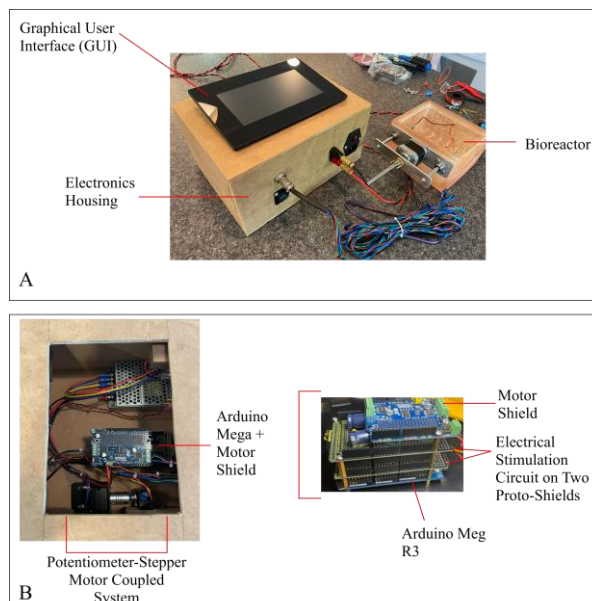 Graphical User
Interface (GUI)
Bioreactor
Electronics
Housing
A
Motor
Shield
Arduino
Mega +
Motor
Shield
Electrical
Stimulation
Circuit on Two
Proto-Shields
Arduino Meg
R3
Potentiometer-Stepper
Motor Coupled
System
B